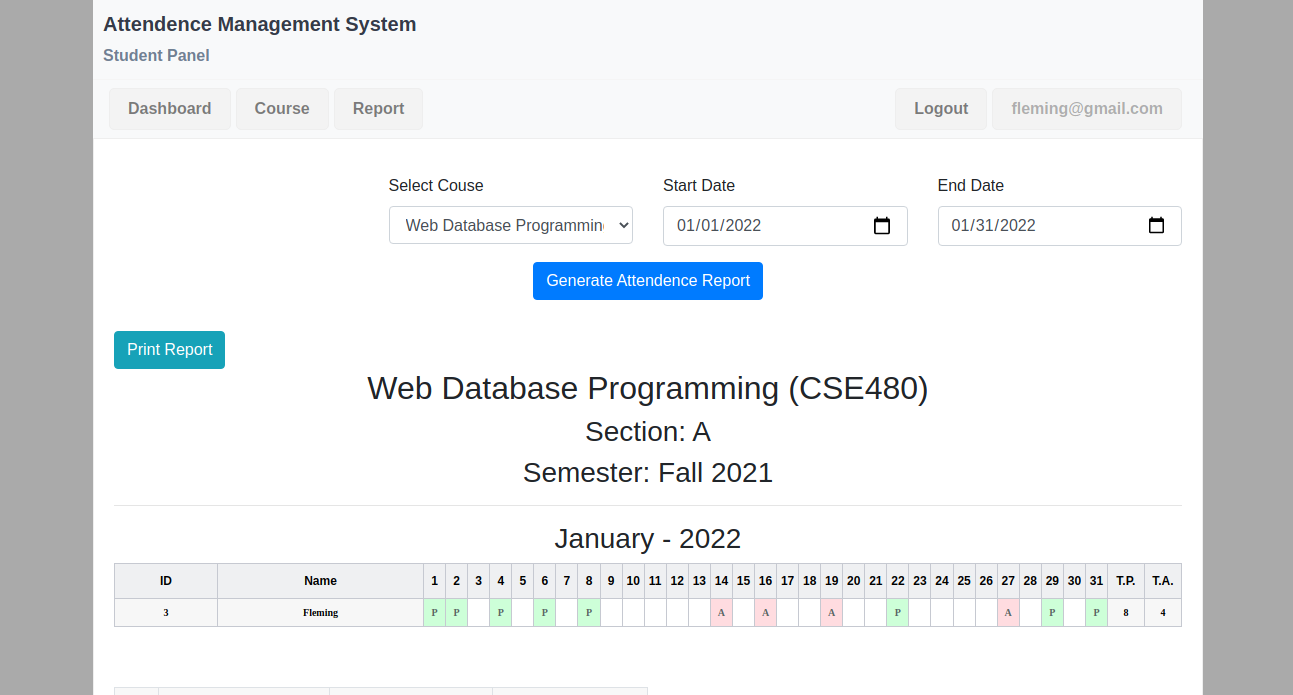 Attendence Management System
Student Panel
Dashboard Course Report Logout fleming@gmail.com
Select Couse Start Date End Date
Web Database Programmin 01/01/2022 01/31/2022
Generate Attendence Report
Print Report
Web Database Programming (CSE480)
Section: A
Semester: Fall 2021
January - 2022
ID Name 1 2 3 4 5 6 7 8 9 10 11 12 13 14 15 16 17 18 19 20 21 22 23 24 25 26 27 28 29 30 31 T.P. T.A.
3 Fleming P P P P P A A A P A P P 8 4